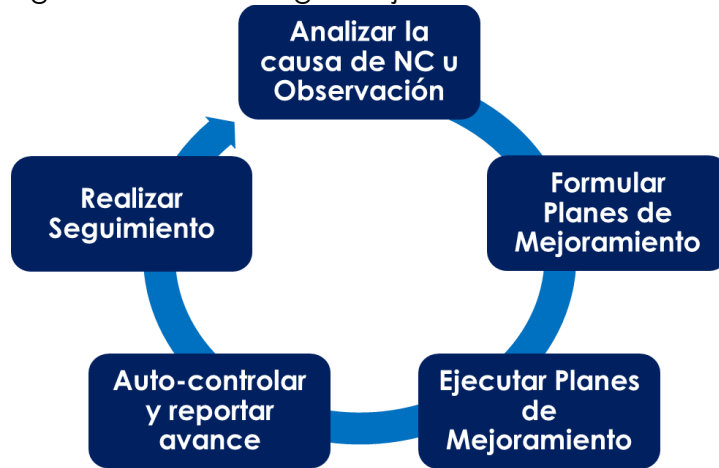 Analizar la
causa de NC u
Observación
Formular
Planes de
Mejoramiento
Ejecutar Planes
de
Mejoramiento
Auto-controlar
y reportar
avance
Realizar
Seguimiento